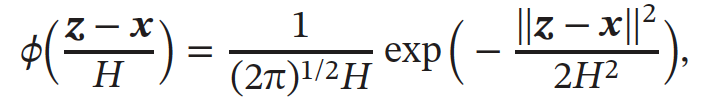 ϕ((𝒛 − 𝒙)/H) = 1/((2π)^{1/2}H) exp(− ||𝒛 − 𝒙||²/(2H²)),